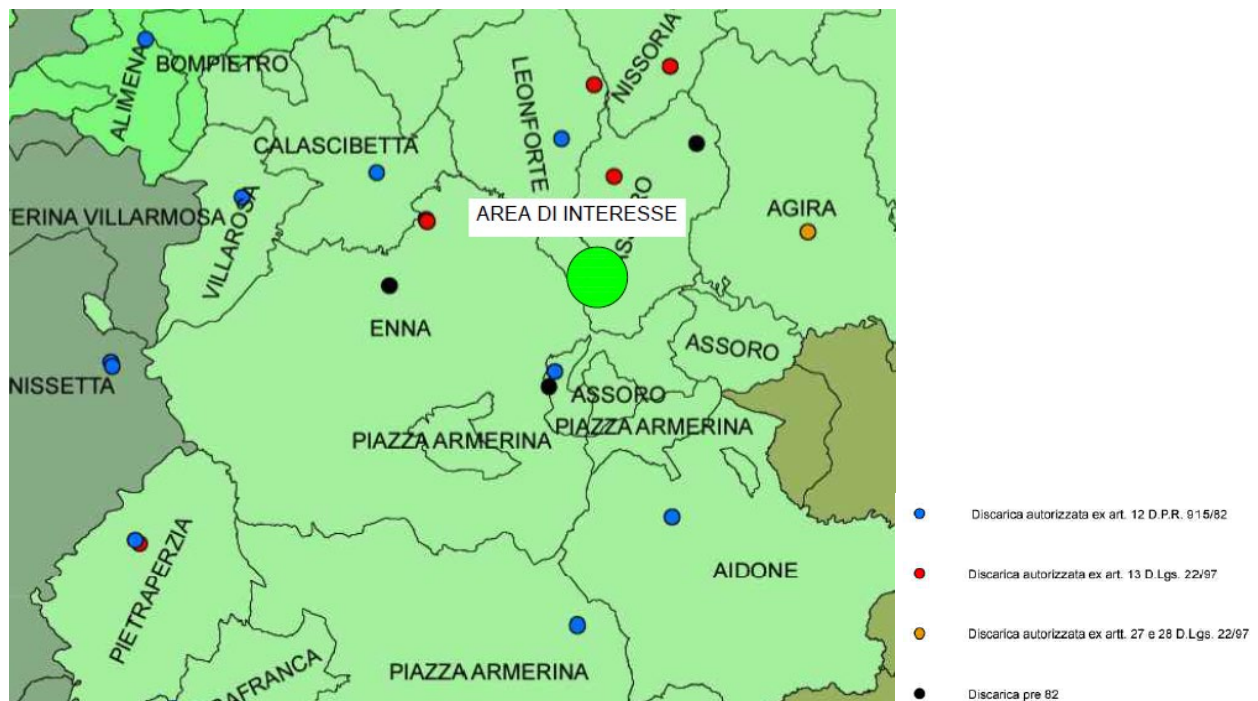 BOMPIETRO
ALIMENA
LEONFORTE
NISSORIA
CALASCIBETTA
AGIRA
TERINA VILLARMOSA
VILLAROSA
AREA DI INTERESSE
ENNA
ASSORO
NISSETTA
ASSORO
PIAZZA ARMERINA
PIAZZA ARMERINA
PIETRAPERZIA
AIDONE
PIAZZA ARMERINA
AFRANCA
Discarica autorizzata ex art. 12 D.P.R. 915/82
Discarica autorizzata ex art. 13 D.Lgs. 22/97
Discarica autorizzata ex artt. 27 e 28 D.Lgs. 22/97
Discarica pre 82